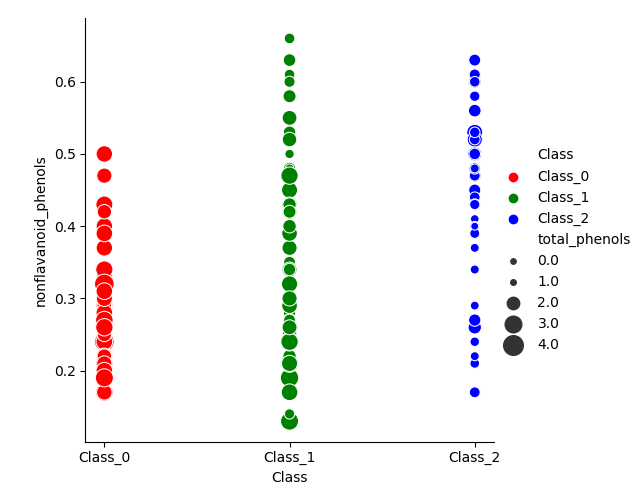 0.6
0.5
0.4
0.3
0.2
nonflavanoid_phenols
Class_0
Class_1
Class_2
Class
Class
Class_0
Class_1
Class_2
total_phenols
0.0
1.0
2.0
3.0
4.0